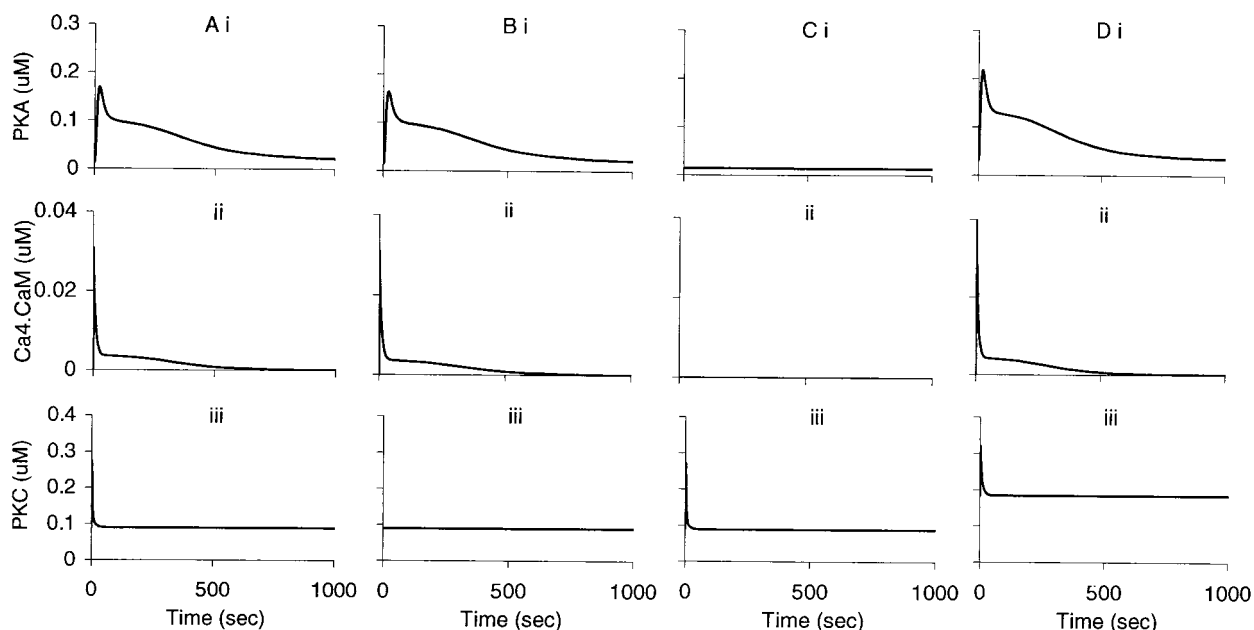 A i B i C i D i
0.3
0.2
0.1
0
PKA (uM)
ii ii ii ii
0.04
0.02
0
Ca4.CaM (uM)
iii iii iii iii
0.4
0.3
0.2
0.1
0
PKC (uM)
0 500 1000 0 500 1000 0 500 1000 0 500 1000
Time (sec) Time (sec) Time (sec) Time (sec)